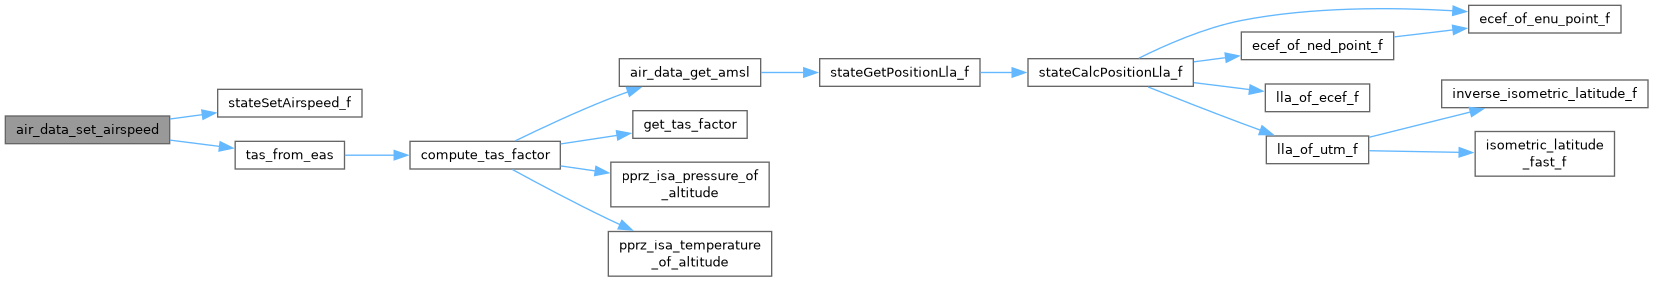 air_data_set_airspeed
stateSetAirspeed_f
tas_from_eas
compute_tas_factor
air_data_get_amsl
get_tas_factor
pprz_isa_pressure_of
_altitude
pprz_isa_temperature
_of_altitude
stateGetPositionLla_f
stateCalcPositionLla_f
ecef_of_enu_point_f
ecef_of_ned_point_f
lla_of_ecef_f
lla_of_utm_f
inverse_isometric_latitude_f
isometric_latitude
_fast_f